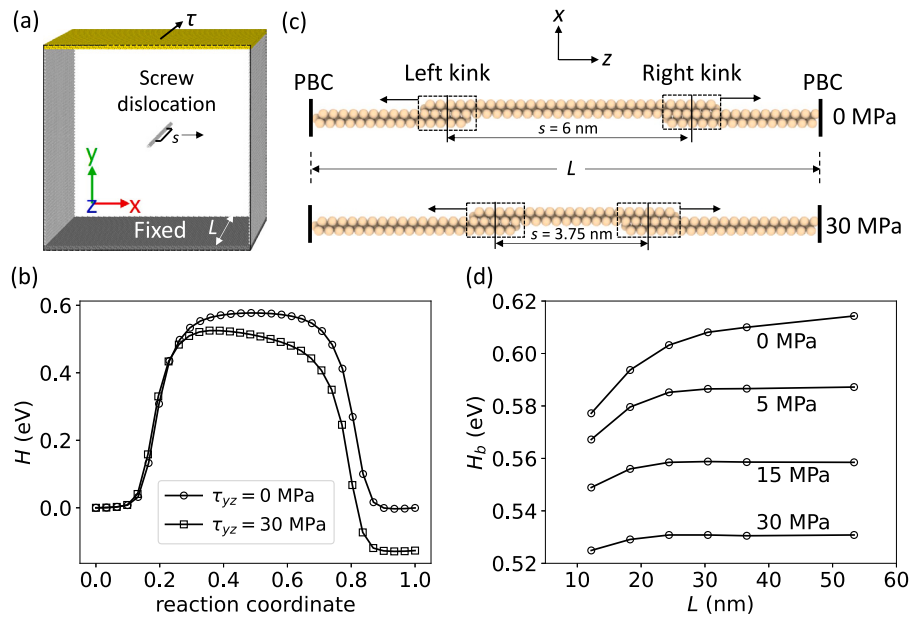 (a)
τ
Screw
dislocation
s
y
z
x
L
Fixed
(c)
x
z
PBC
Left kink
Right kink
PBC
s = 6 nm
0 MPa
L
s = 3.75 nm
30 MPa
(b)
0.6
0.4
0.2
0.0
H (eV)
τyz = 0 MPa
τyz = 30 MPa
0.0 0.2 0.4 0.6 0.8 1.0
reaction coordinate
(d)
0.62
0.60
0.58
0.56
0.54
0.52
Hb (eV)
0 MPa
5 MPa
15 MPa
30 MPa
10 20 30 40 50 60
L (nm)